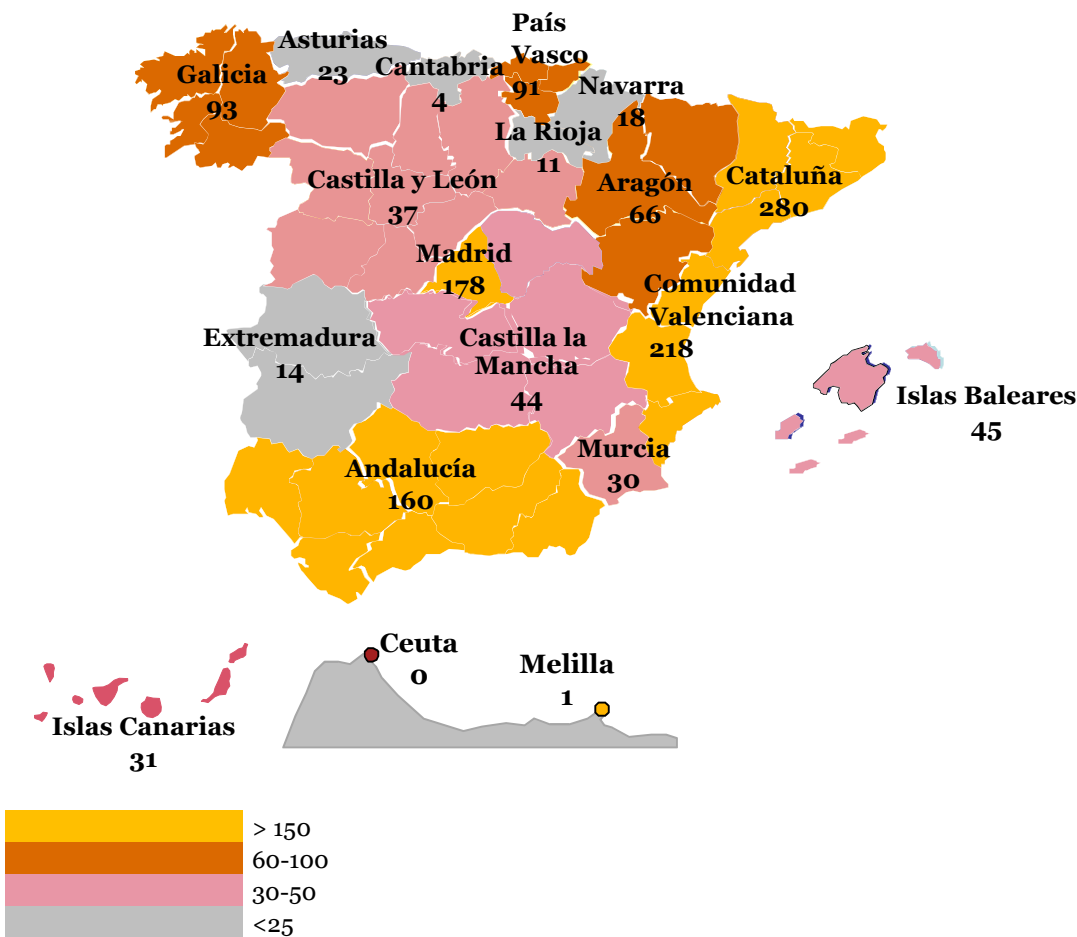 País
Vasco
91
Asturias
23
Cantabria
4
Galicia
93
Navarra
18
La Rioja
11
Castilla y León
37
Aragón
66
Cataluña
280
Madrid
178
Comunidad
Valenciana
218
Extremadura
14
Castilla la
Mancha
44
Islas Baleares
45
Murcia
30
Andalucía
160
Ceuta
0
Melilla
1
Islas Canarias
31
> 150
60-100
30-50
<25